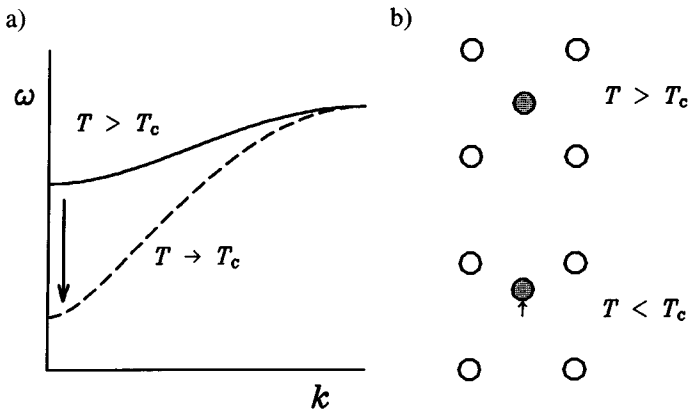 a)
ω
T > Tc
T → Tc
k
b)
T > Tc
T < Tc